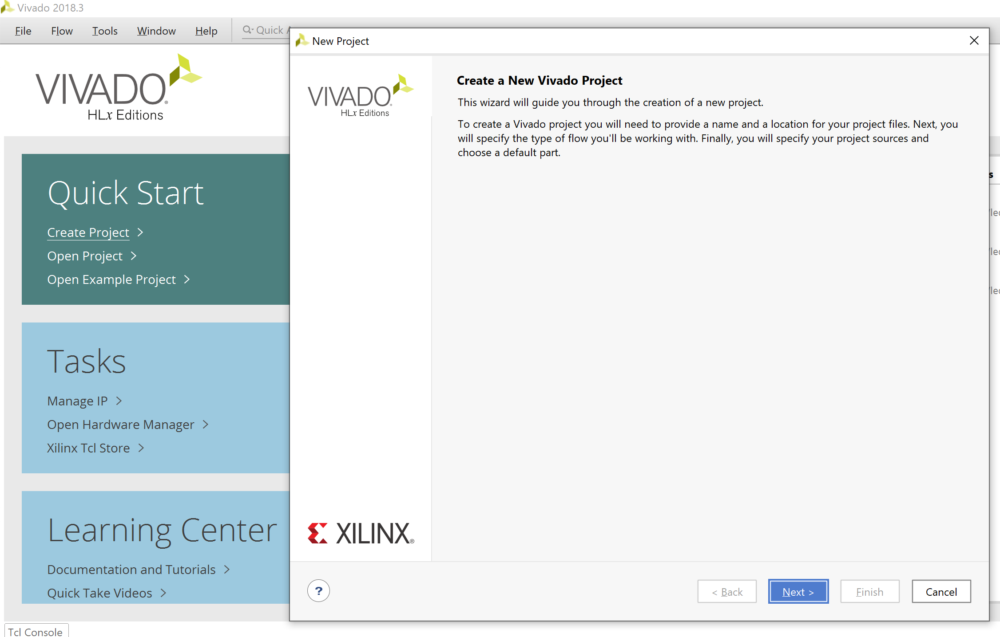 Vivado 2018.3
File Flow Tools Window Help Quick
New Project
VIVADO®
HLx Editions
VIVADO®
HLx Editions
Create a New Vivado Project
This wizard will guide you through the creation of a new project.
To create a Vivado project you will need to provide a name and a location for your project files. Next, you
will specify the type of flow you'll be working with. Finally, you will specify your project sources and
choose a default part.
Quick Start
Create Project >
Open Project >
Open Example Project >
Tasks
Manage IP >
Open Hardware Manager >
Xilinx Tcl Store >
Learning Center
Documentation and Tutorials >
Quick Take Videos >
XILINX®
? < Back Next > Finish Cancel
Tcl Console